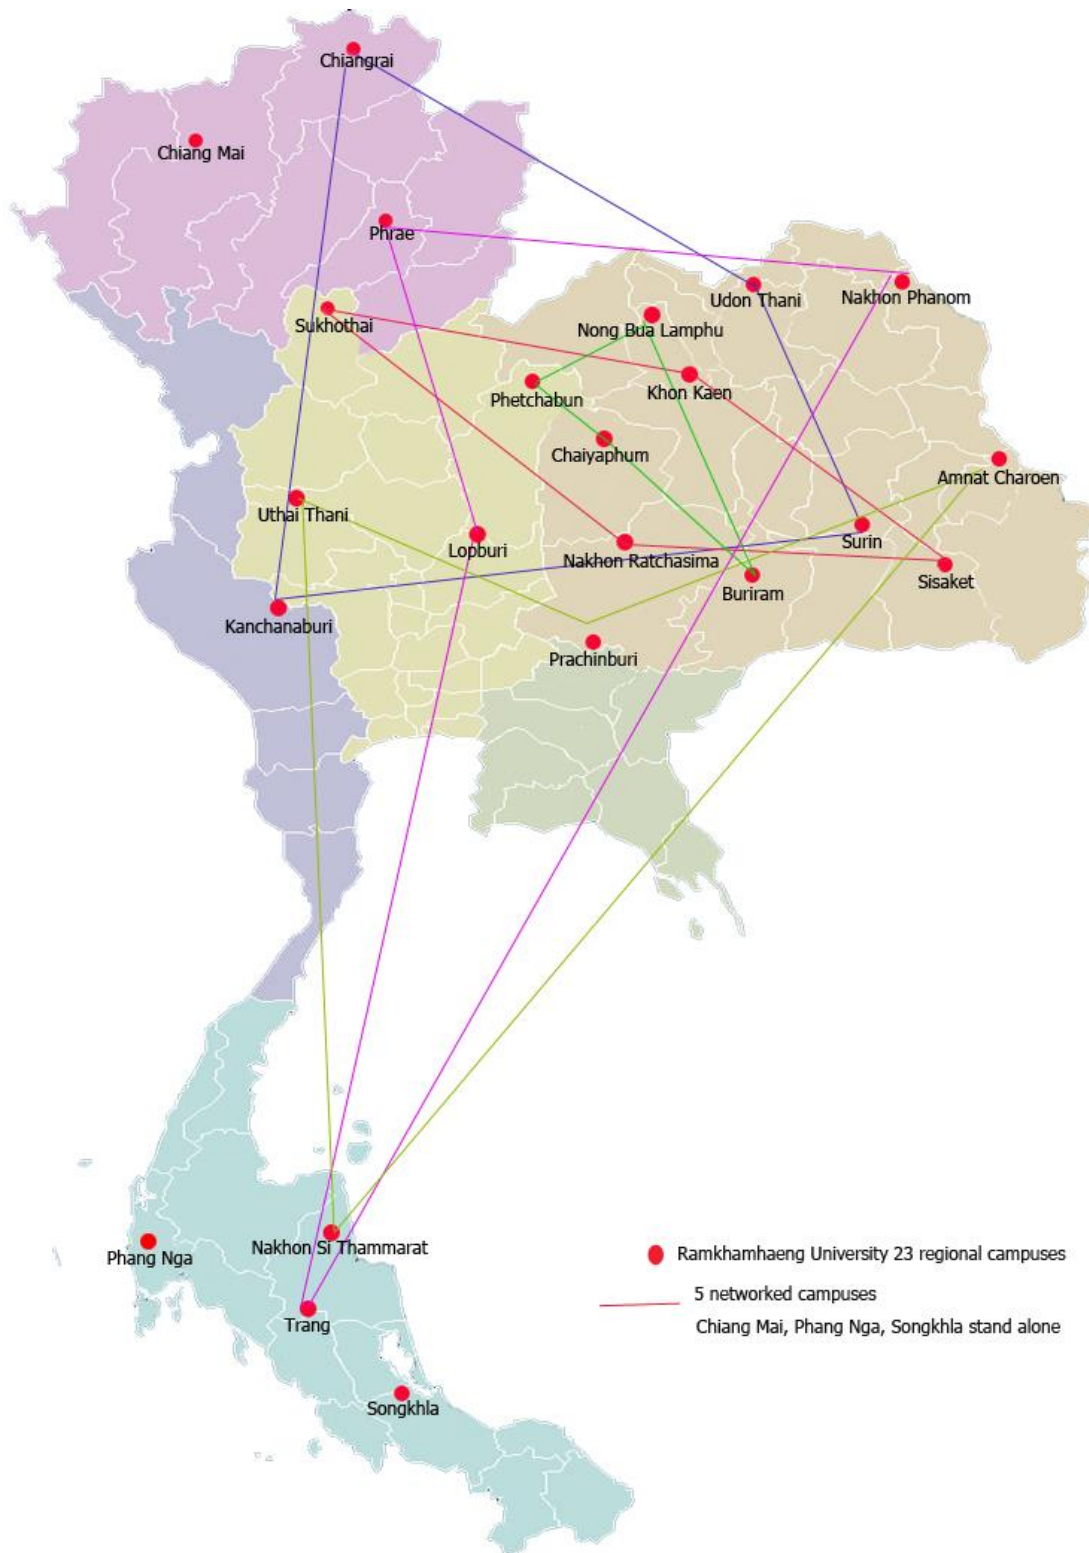 Chiangrai
Chiang Mai
Phrae
Udon Thani
Nakhon Phanom
Sukhothai
Nong Bua Lamphu
Phetchabun
Khon Kaen
Chaiyaphum
Amnat Charoen
Uthai Thani
Lopburi
Nakhon Ratchasima
Surin
Sisaket
Buriram
Kanchanaburi
Prachinburi
Phang Nga
Nakhon Si Thammarat
Ramkhamhaeng University 23 regional campuses
5 networked campuses
Chiang Mai, Phang Nga, Songkhla stand alone
Trang
Songkhla